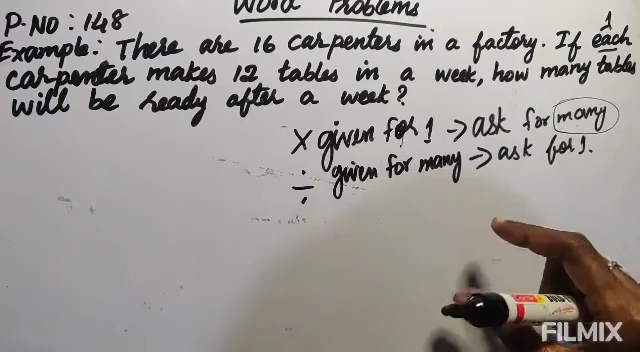 Word Problems
P.NO: 148
1
Example: There are 16 carpenters in a factory. If each
carpenter makes 12 tables in a week, how many tables
will be ready after a week?
× given for 1 → ask for many
÷ given for many → ask for 1.
FILMIX